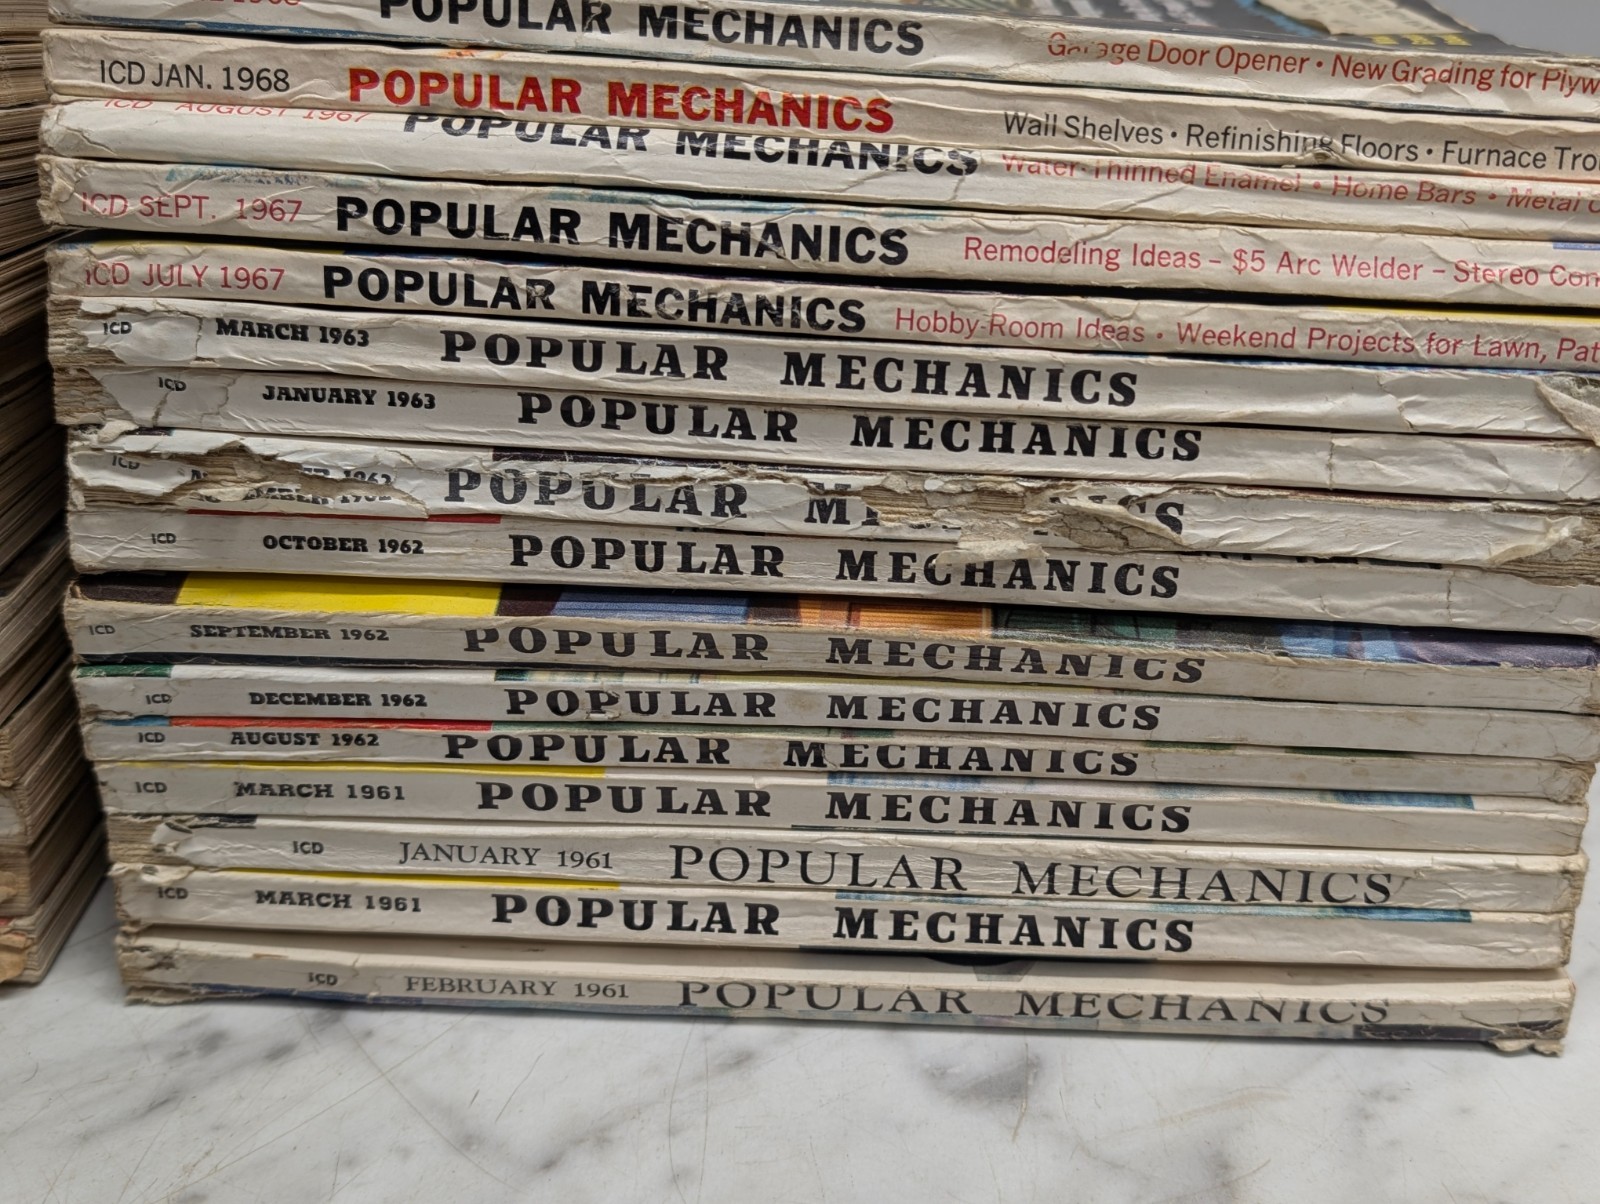 1968 POPULAR MECHANICS Garage Door Opener • New Grading for Plyw
ICD JAN. 1968 POPULAR MECHANICS Wall Shelves • Refinishing Floors • Furnace Tro
ICD AUGUST 1967 POPULAR MECHANICS Water-Thinned Enamel • Home Bars • Metal
ICD SEPT. 1967 POPULAR MECHANICS Remodeling Ideas – $5 Arc Welder – Stereo Con
ICD JULY 1967 POPULAR MECHANICS Hobby-Room Ideas • Weekend Projects for Lawn, Pat
ICD MARCH 1963 POPULAR MECHANICS
ICD JANUARY 1963 POPULAR MECHANICS
ICD 1962 POPULAR M ICS
ICD OCTOBER 1962 POPULAR MECHANICS
ICD SEPTEMBER 1962 POPULAR MECHANICS
ICD DECEMBER 1962 POPULAR MECHANICS
ICD AUGUST 1962 POPULAR MECHANICS
ICD MARCH 1961 POPULAR MECHANICS
ICD JANUARY 1961 POPULAR MECHANICS
ICD MARCH 1961 POPULAR MECHANICS
ICD FEBRUARY 1961 POPULAR MECHANICS